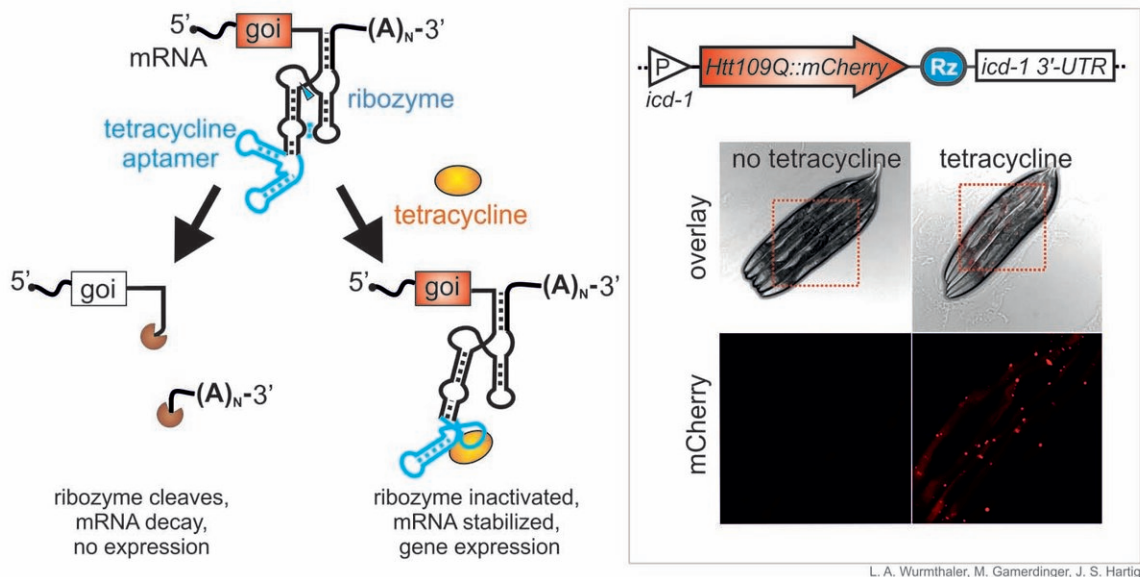 5' goi (A)N-3'
mRNA
ribozyme
tetracycline
aptamer
tetracycline
5' goi
(A)N-3'
ribozyme cleaves,
mRNA decay,
no expression
5' goi (A)N-3'
ribozyme inactivated,
mRNA stabilized,
gene expression
P Htt109Q::mCherry Rz icd-1 3'-UTR
icd-1
no tetracycline tetracycline
overlay
mCherry
L. A. Wurmthaler, M. Gamerdinger, J. S. Hartig